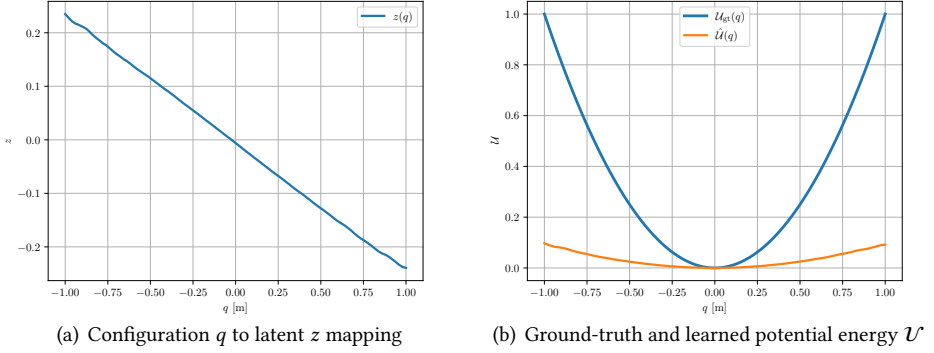 z(q)
0.2
0.1
0.0
−0.1
−0.2
z
−1.00 −0.75 −0.50 −0.25 0.00 0.25 0.50 0.75 1.00
q [m]
(a) Configuration q to latent z mapping
𝒰gt(q)
𝒰̂(q)
1.0
0.8
0.6
0.4
0.2
0.0
𝒰
−1.00 −0.75 −0.50 −0.25 0.00 0.25 0.50 0.75 1.00
q [m]
(b) Ground-truth and learned potential energy 𝒰